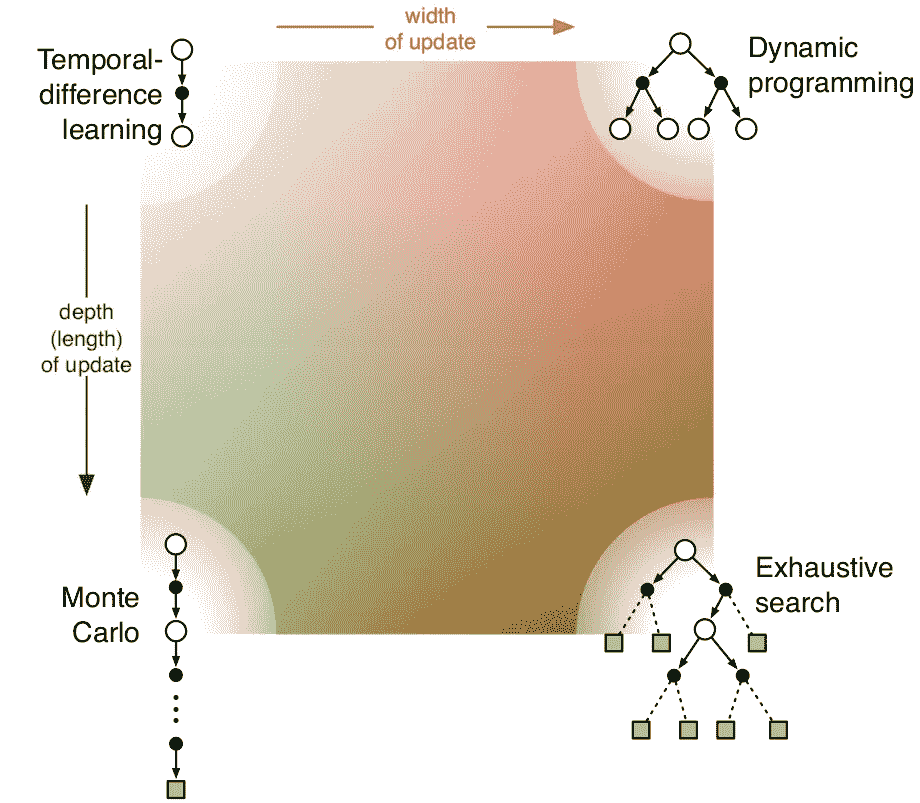 width
of update
Temporal-
difference
learning
Dynamic
programming
depth
(length)
of update
Monte
Carlo
Exhaustive
search